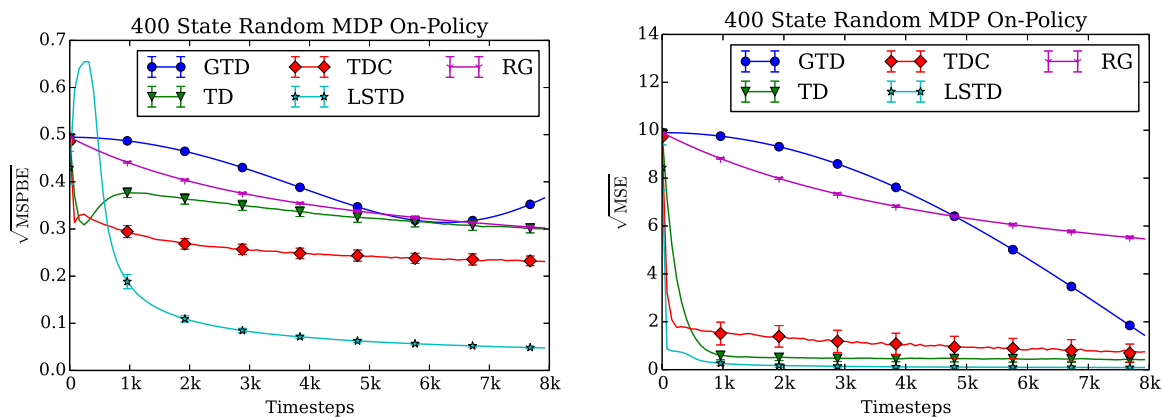 400 State Random MDP On-Policy
0.7
0.6
0.5
0.4
0.3
0.2
0.1
0.0
√MSPBE
GTD TDC RG
TD LSTD
0 1k 2k 3k 4k 5k 6k 7k 8k
Timesteps
400 State Random MDP On-Policy
14
12
10
8
6
4
2
0
√MSE
GTD TDC RG
TD LSTD
0 1k 2k 3k 4k 5k 6k 7k 8k
Timesteps